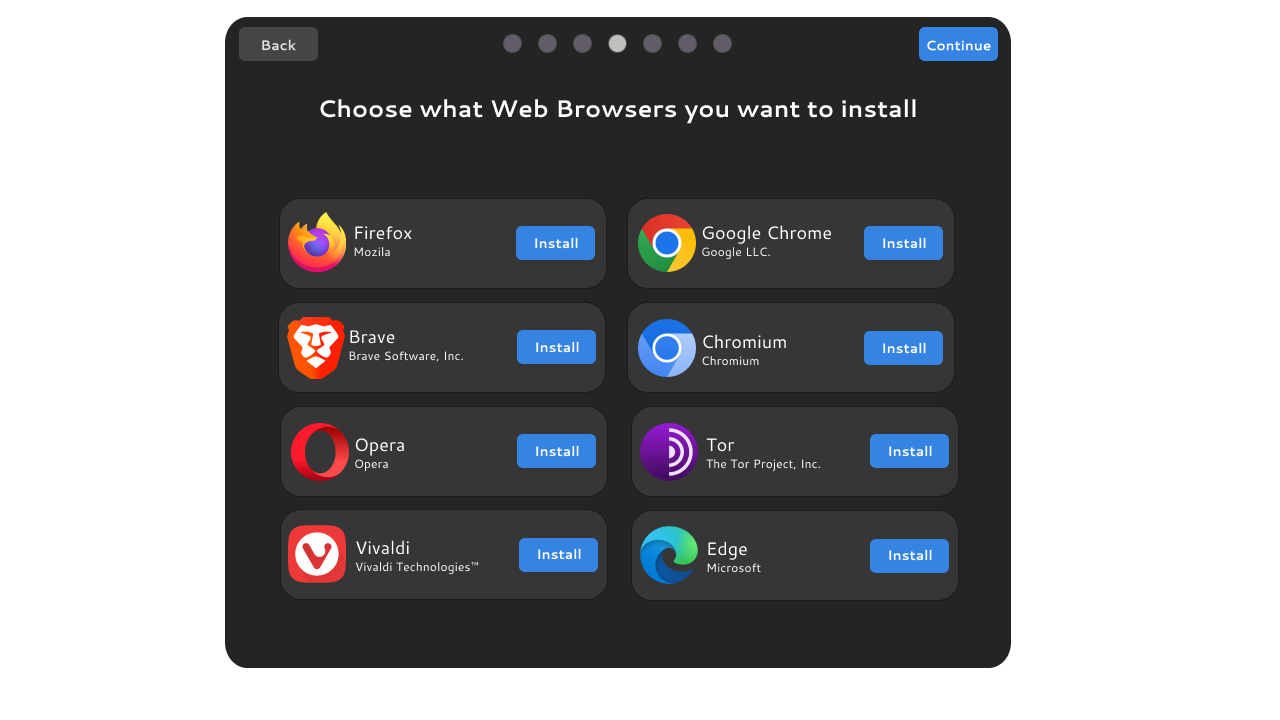 Back
Continue
Choose what Web Browsers you want to install
Firefox
Mozila
Install
Google Chrome
Google LLC.
Install
Brave
Brave Software, Inc.
Install
Chromium
Chromium
Install
Opera
Opera
Install
Tor
The Tor Project, Inc.
Install
Vivaldi
Vivaldi Technologies™
Install
Edge
Microsoft
Install